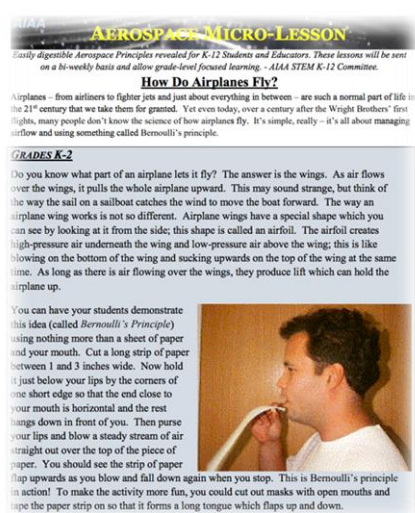 AIAA
AEROSPACE MICRO-LESSON
Easily digestible Aerospace Principles revealed for K-12 Students and Educators. These lessons will be sent
on a bi-weekly basis and allow grade-level focused learning. - AIAA STEM K-12 Committee.
How Do Airplanes Fly?
Airplanes – from airliners to fighter jets and just about everything in between – are such a normal part of life in
the 21st century that we take them for granted. Yet even today, over a century after the Wright Brothers' first
flights, many people don't know the science of how airplanes fly. It's simple, really – it's all about managing
airflow and using something called Bernoulli's principle.
GRADES K-2
Do you know what part of an airplane lets it fly? The answer is the wings. As air flows
over the wings, it pulls the whole airplane upward. This may sound strange, but think of
the way the sail on a sailboat catches the wind to move the boat forward. The way an
airplane wing works is not so different. Airplane wings have a special shape which you
can see by looking at it from the side; this shape is called an airfoil. The airfoil creates
high-pressure air underneath the wing and low-pressure air above the wing; this is like
blowing on the bottom of the wing and sucking upwards on the top of the wing at the same
time. As long as there is air flowing over the wings, they produce lift which can hold the
airplane up.
You can have your students demonstrate
this idea (called Bernoulli's Principle)
using nothing more than a sheet of paper
and your mouth. Cut a long strip of paper
between 1 and 3 inches wide. Now hold
it just below your lips by the corners of
one short edge so that the end close to
your mouth is horizontal and the rest
hangs down in front of you. Then purse
your lips and blow a steady stream of air
straight out over the top of the piece of
paper. You should see the strip of paper
flap upwards as you blow and fall down again when you stop. This is Bernoulli's principle
in action! To make the activity more fun, you could cut out masks with open mouths and
tape the paper strip on so that it forms a long tongue which flaps up and down.